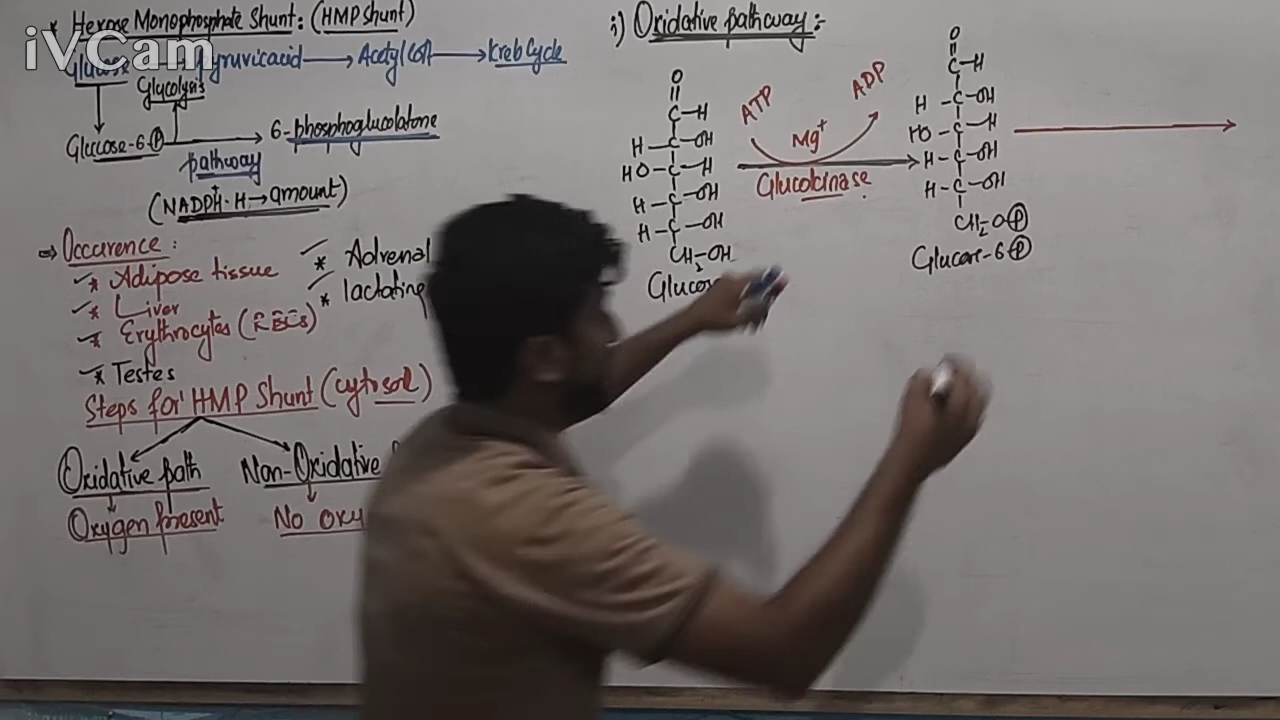 * Hexose Monophosphate Shunt: (HMP Shunt)
iVCam
Glucose Pyruvic acid → Acetyl CoA → Kreb Cycle
Glycolysis
Glucose-6-P → 6-phosphoglucolatone
pathway
(NADPH+H → amount)
⇒ Occurence:
* Adipose tissue
* Liver
* Erythrocytes (RBCs)
* Testes
* Adrenal
* lactating
Steps for HMP Shunt (cytosol)
Oxidative path
Oxygen Present
Non-Oxidative
No oxy
i) Oxidative pathway:-
O
C-H
H-C-OH
HO-C-H
H-C-OH
H-C-OH
CH2-OH
ATP
ADP
Mg+
Glucokinase
O
C-H
H-C-OH
HO-C-H
H-C-OH
H-C-OH
CH2-O-P
Glucose-6-P